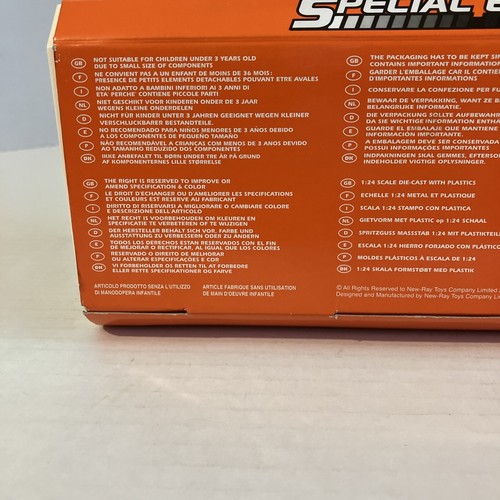 SPECIAL
GB NOT SUITABLE FOR CHILDREN UNDER 3 YEARS OLD
DUE TO SMALL SIZE OF COMPONENTS
F NE CONVIENT PAS A UN ENFANT DE MOINS DE 36 MOIS:
PRESENCE DE PETITS ELEMENTS DETACHABLES POUVANT ETRE AVALES
I NON ADATTO A BAMBINI INFERIORI AI 3 ANNI DI
ETA PERCHE' CONTIENE PICCOLE PARTI
NL NIET GESCHIKT VOOR KINDEREN ONDER DE 3 JAAR
WEGENS KLEINE ONDERDELEN
D NICHT FÜR KINDER UNTER 3 JAHREN GEEIGNET WEGEN KLEINER
VERSCHLUCKBARER BESTANDTEILE.
E NO RECOMENDADO PARA NIÑOS MENORES DE 3 AÑOS DEBIDO
A LOS COMPONENTES DE PEQUEÑO TAMAÑO
P NÃO RECOMENDÁVEL A CRIANÇAS COM MENOS DE 3 ANOS DEVIDO
AO TAMANHO REDUZIDO DOS COMPONENTES
DK IKKE ANBEFALET TIL BØRN UNDER TRE ÅR PÅ GRUND
AF KOMPONENTERNES LILLE STØRRELSE
GB THE RIGHT IS RESERVED TO IMPROVE OR
AMEND SPECIFICATION & COLOR
F LE DROIT D'ECHANGER OU D'AMELIORER LES SPECIFICATIONS
ET COULEURS EST RESERVE AU FABRICANT
I DIRITTO DI RISERVARSI A MIGLIORARE O CAMBIARE COLORE
E DESCRIZIONE DELL'ARTICOLO
NL HET RECHT IS VOORBEHOUDEN OM KLEUREN EN
SPECIFICATIE TE VERBETEREN OF TE WIJZIGEN
D DER HERSTELLER BEHÄLT SICH VOR, FARBE UND
AUSSTATTUNG ZU VERBESSERN ODER ZU ÄNDERN
E TODOS LOS DERECHOS ESTAN RESERVADOS CON EL FIN
DE MEJORAR O RECTIFICAR, AL IGUAL QUE LOS COLORES
P RESERVADO O DIREITO DE MELHORAR
OU ALTERAR ESPECIFICAÇÕES E COR
DK VI FORBEHOLDER OS RETTEN TIL AT FORBEDRE
ELLER RETTE SPECIFIKATIONER OG FARVE
ARTICOLO PRODOTTO SENZA L'UTILIZZO
DI MANODOPERA INFANTILE
ARTICLE FABRIQUE SANS UTILISATION
DE MAIN D'OEUVRE INFANTILE
GB THE PACKAGING HAS TO BE KEPT SIN
CONTAINS IMPORTANT INFORMATION
F GARDER L'EMBALLAGE CAR IL CONTIE
D'IMPORTANTES INFORMATIONS
I CONSERVARE LA CONFEZIONE PER FU
NL BEWAAR DE VERPAKKING, WANT ZE B
BELANGRIJKE INFORMATIE.
D DIE VERPACKUNG SOLLTE AUFBEWAHR
DA SIE WICHTIGE INFORMATION ENTHÄ
E GUARDE EL EMBALAJE QUE MANTIENE
INFORMACIÓN IMPORTANTE.
P A EMBALAGEM DEVE SER CONSERVADA
POSSUI INFORMAÇÕES IMPORTANTES
DK INDPAKNINGEN SKAL GEMMES, EFTERSO
INDEHOLDER VIGTIGE OPLYSNINGER.
GB 1:24 SCALE DIE-CAST WITH PLASTICS
F ECHELLE 1:24 METAL ET PLASTIC
I SCALA 1:24 STAMPO CON PLASTICA
NL GIETVORM MET PLASTIC op 1:24 SCHAAL
D SPRITZGUSS MASSSTAB 1:24 MIT PLASTIKTEILE
E ESCALA 1:24 HIERRO FORJADO CON PLASTICO
P MOLDES PLÁSTICOS À ESCALA DE 1:24
DK 1:24 SKALA FORMSTØBT MED PLASTIK
© All Rights Reserved to New-Ray Toys Company Limited
Designed and Manufactured by New-Ray Toys Company Limited